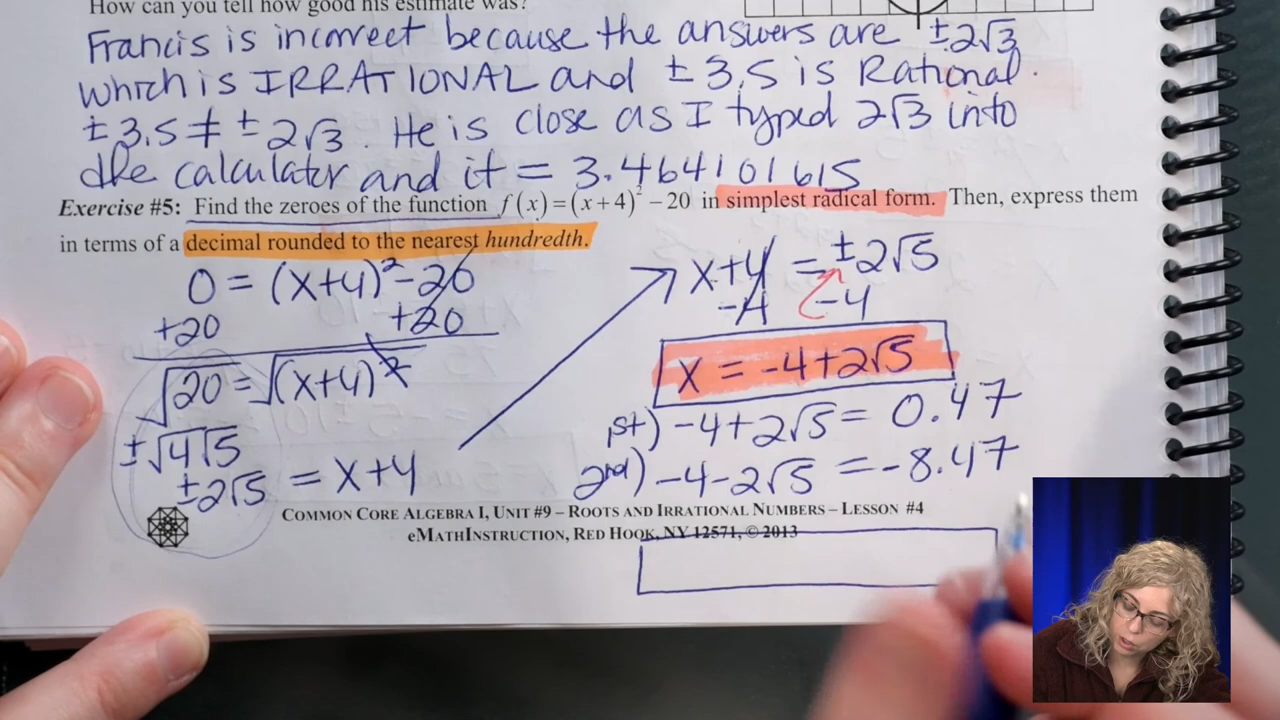 How can you tell how good his estimate was?
Francis is incorrect because the answers are ±2√3
which is IRRATIONAL and ±3.5 is Rational.
±3.5 ≠ ±2√3. He is close as I typed 2√3 into
the calculator and it = 3.464101615
Exercise #5: Find the zeroes of the function f(x)=(x+4)²−20 in simplest radical form. Then, express them
in terms of a decimal rounded to the nearest hundredth.
0 = (x+4)²−20
+20 +20
√20 = √(x+4)²
±√4√5
±2√5 = x+4
x+4 = ±2√5
−4 −4
x = −4+2√5
1st) −4+2√5 = 0.47
2nd) −4−2√5 = −8.47
COMMON CORE ALGEBRA I, UNIT #9 – ROOTS AND IRRATIONAL NUMBERS – LESSON #4
eMATHINSTRUCTION, RED HOOK, NY 12571, © 2013